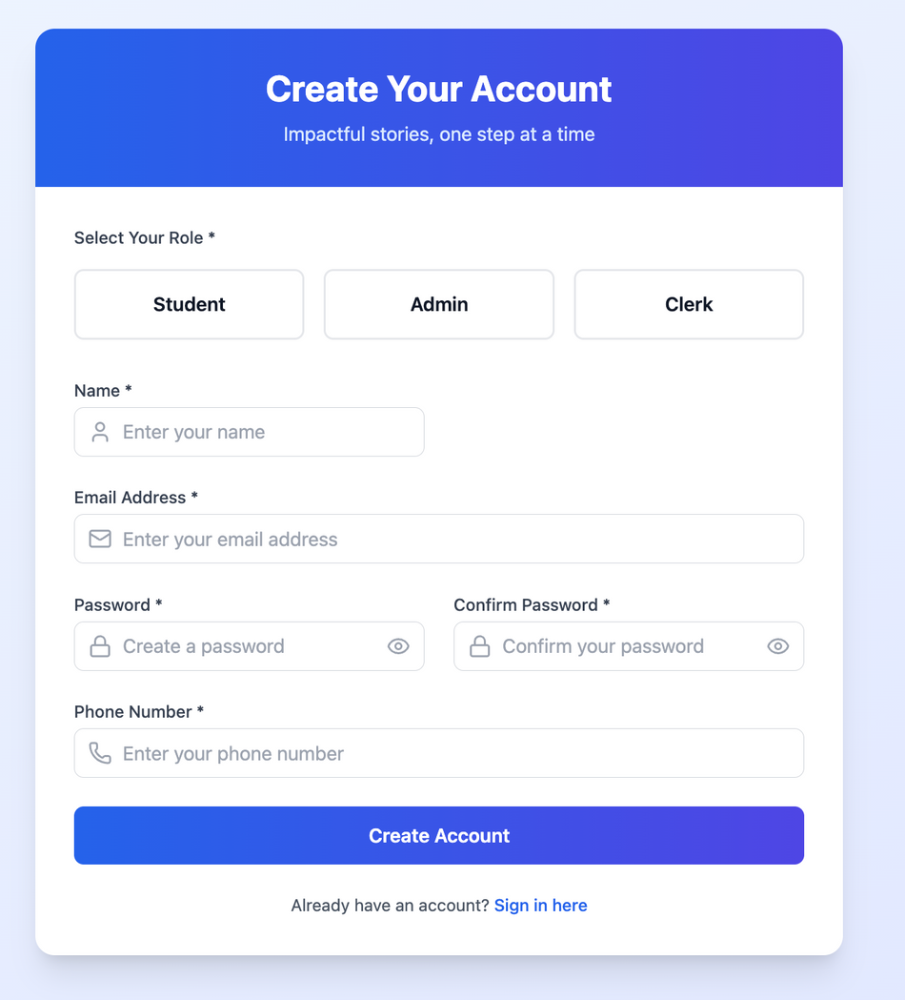 Create Your Account
Impactful stories, one step at a time
Select Your Role *
Student Admin Clerk
Name *
Enter your name
Email Address *
Enter your email address
Password * Confirm Password *
Create a password Confirm your password
Phone Number *
Enter your phone number
Create Account
Already have an account? Sign in here